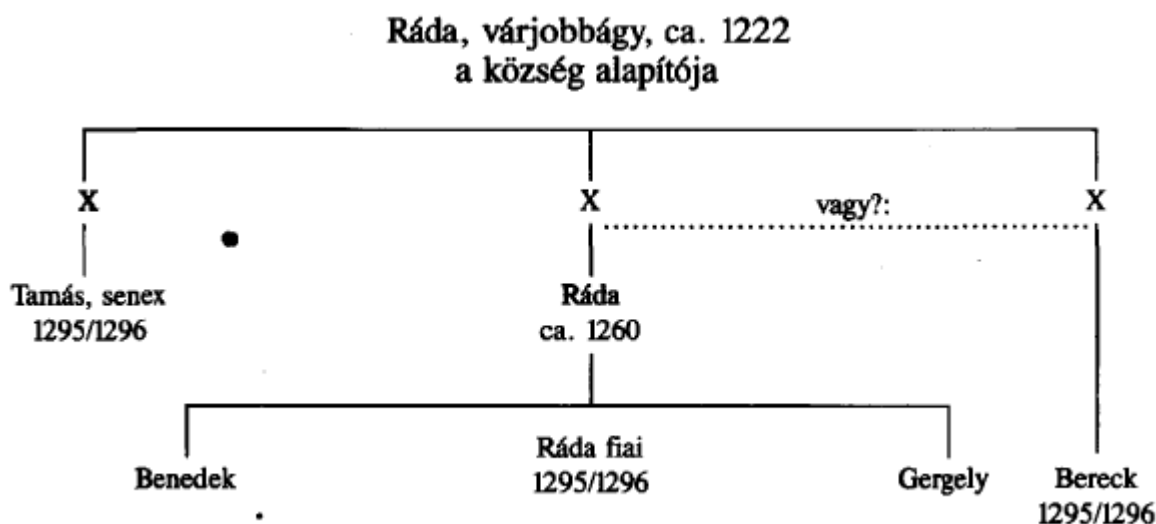 Ráda, várjobbágy, ca. 1222
a község alapítója
X X vagy?: X
Tamás, senex
1295/1296
Ráda
ca. 1260
Benedek
Ráda fiai
1295/1296
Gergely
Bereck
1295/1296